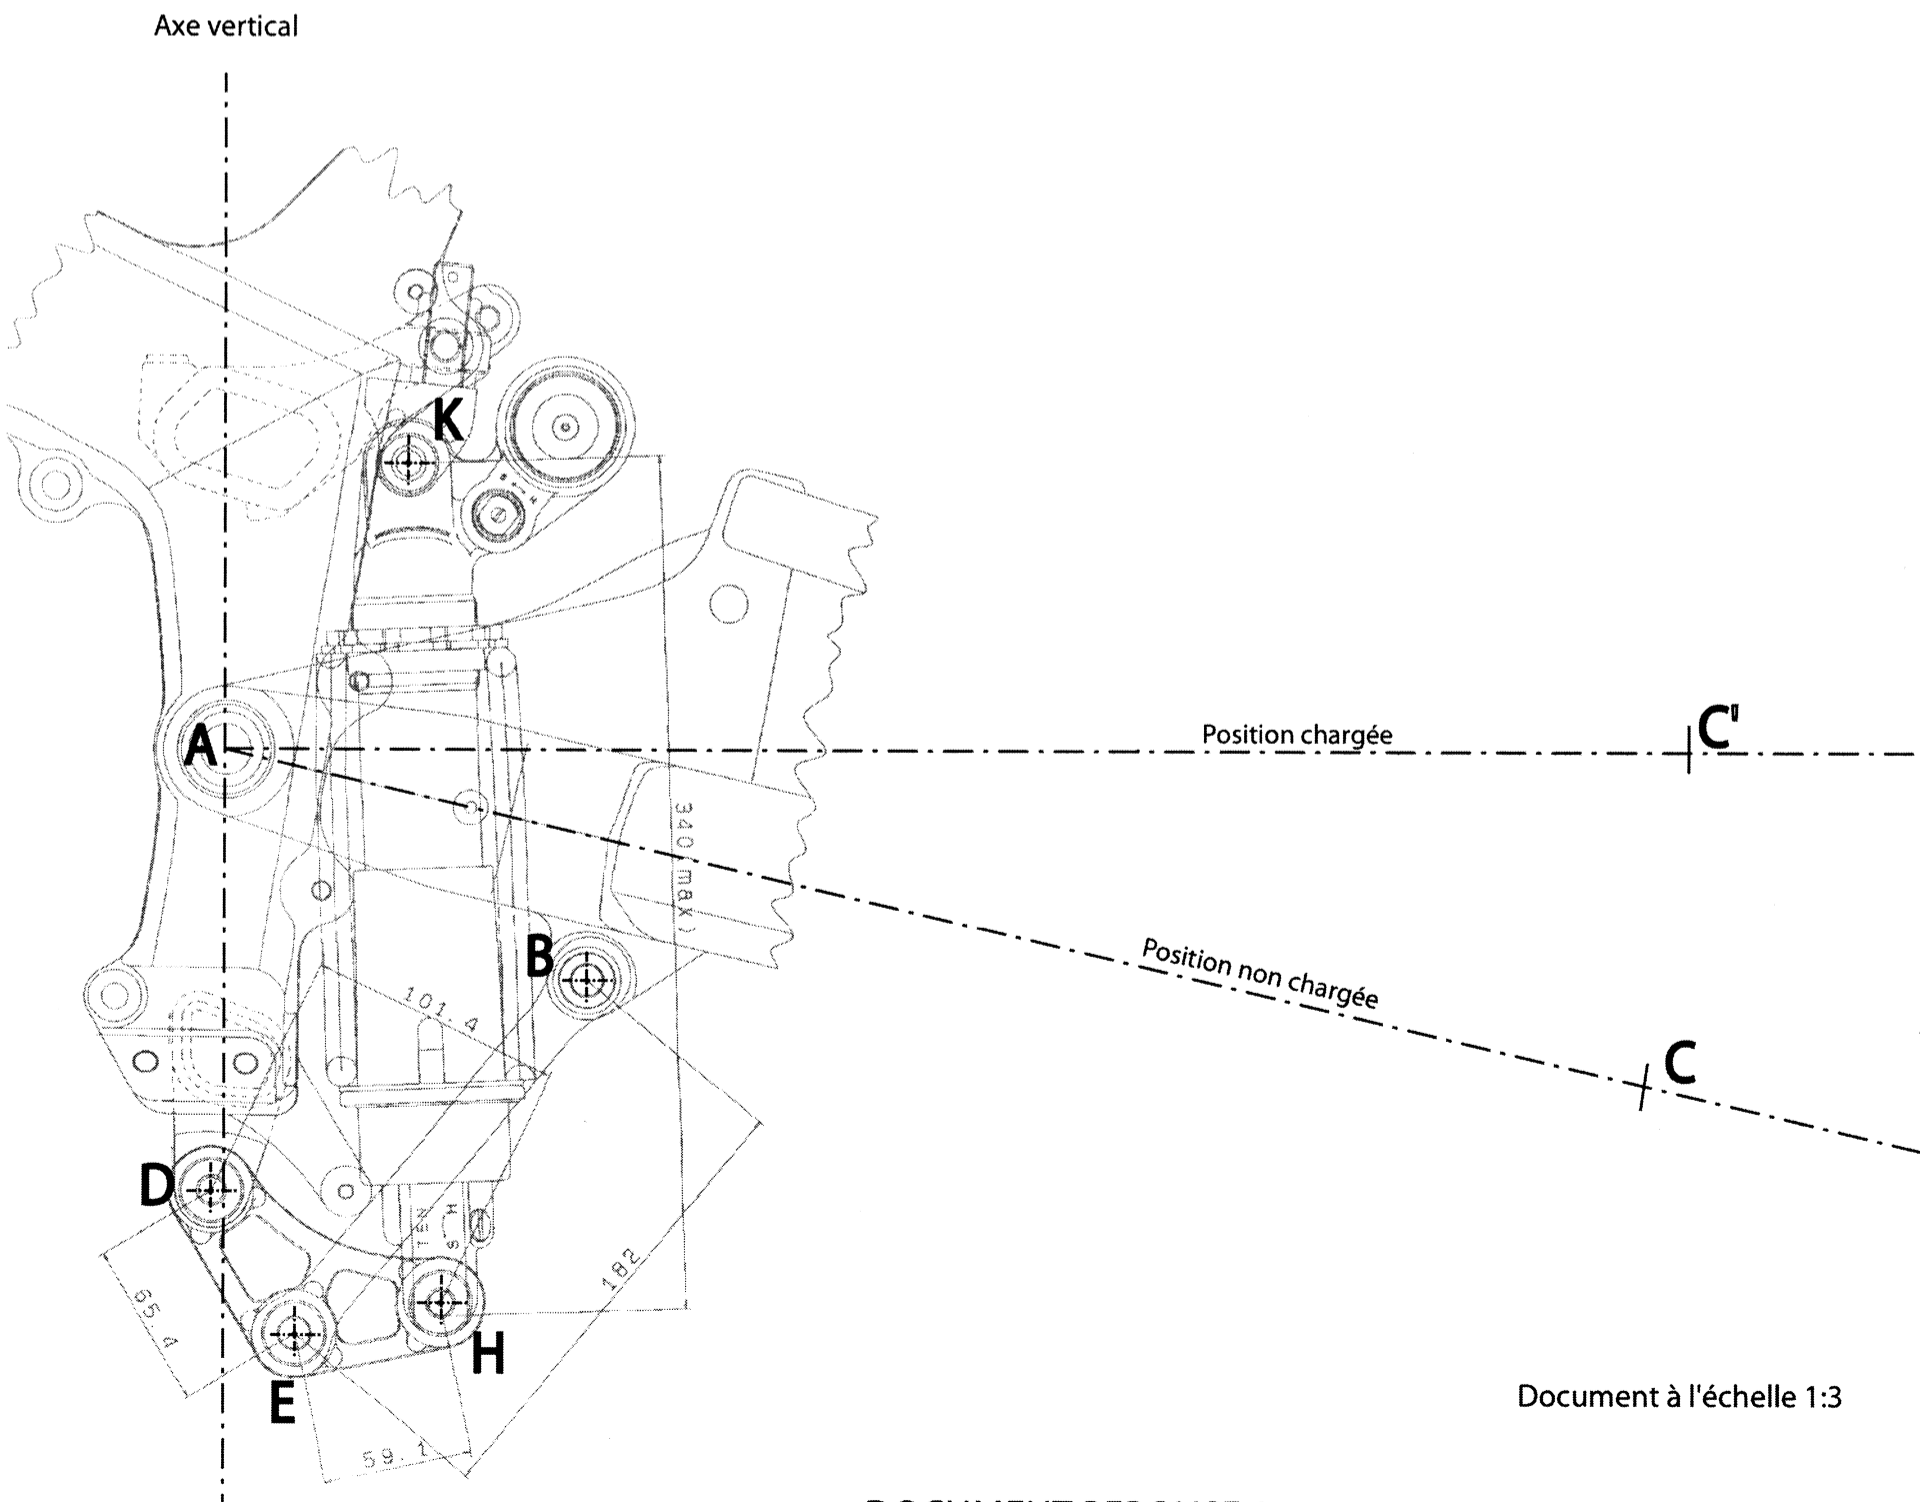 Axe vertical
K
A
Position chargée
C'
340 (max)
B
Position non chargée
101.4
C
D
182
65.4
H
E
Document à l'échelle 1:3
59.1